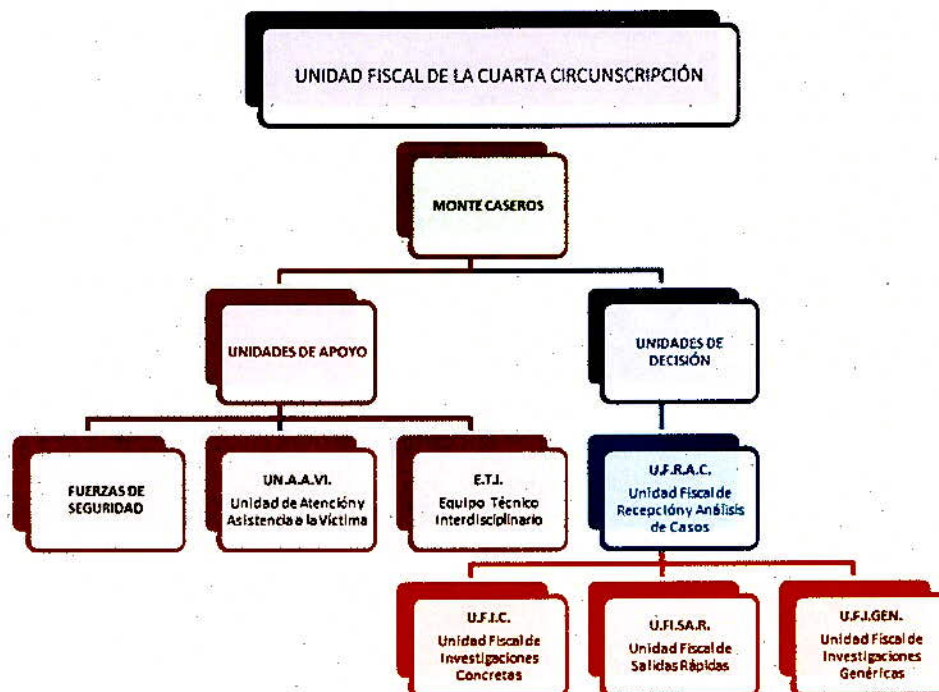 UNIDAD FISCAL DE LA CUARTA CIRCUNSCRIPCIÓN
MONTE CASEROS
UNIDADES DE APOYO
UNIDADES DE
DECISIÓN
FUERZAS DE
SEGURIDAD
UN.A.A.VI.
Unidad de Atención y
Asistencia a la Víctima
E.T.I.
Equipo Técnico
Interdisciplinario
U.F.R.A.C.
Unidad Fiscal de
Recepción y Análisis
de Casos
U.F.I.C.
Unidad Fiscal de
Investigaciones
Concretas
U.FI.SA.R.
Unidad Fiscal de
Salidas Rápidas
U.F.I.GEN.
Unidad Fiscal de
Investigaciones
Genéricas